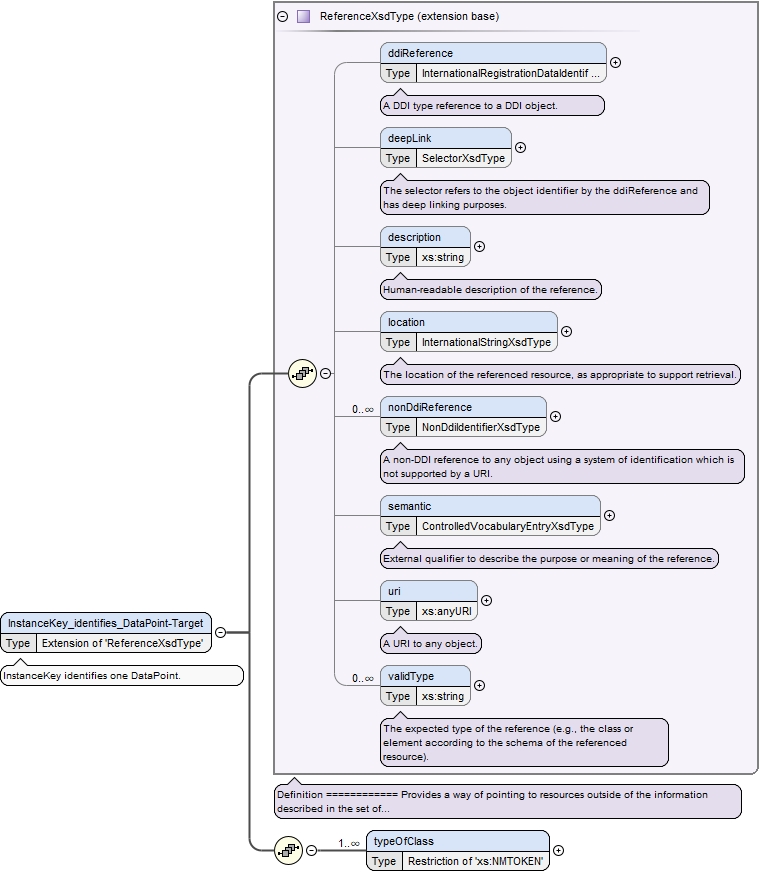 ReferenceXsdType (extension base)
ddiReference
Type InternationalRegistrationDataIdentif ...
A DDI type reference to a DDI object.
deepLink
Type SelectorXsdType
The selector refers to the object identifier by the ddiReference and
has deep linking purposes.
description
Type xs:string
Human-readable description of the reference.
location
Type InternationalStringXsdType
The location of the referenced resource, as appropriate to support retrieval.
0..∞ nonDdiReference
Type NonDdiIdentifierXsdType
A non-DDI reference to any object using a system of identification which is
not supported by a URI.
semantic
Type ControlledVocabularyEntryXsdType
External qualifier to describe the purpose or meaning of the reference.
uri
Type xs:anyURI
A URI to any object.
0..∞ validType
Type xs:string
The expected type of the reference (e.g., the class or
element according to the schema of the referenced
resource).
InstanceKey_identifies_DataPoint-Target
Type Extension of 'ReferenceXsdType'
InstanceKey identifies one DataPoint.
Definition ============ Provides a way of pointing to resources outside of the information
described in the set of...
1..∞ typeOfClass
Type Restriction of 'xs:NMTOKEN'